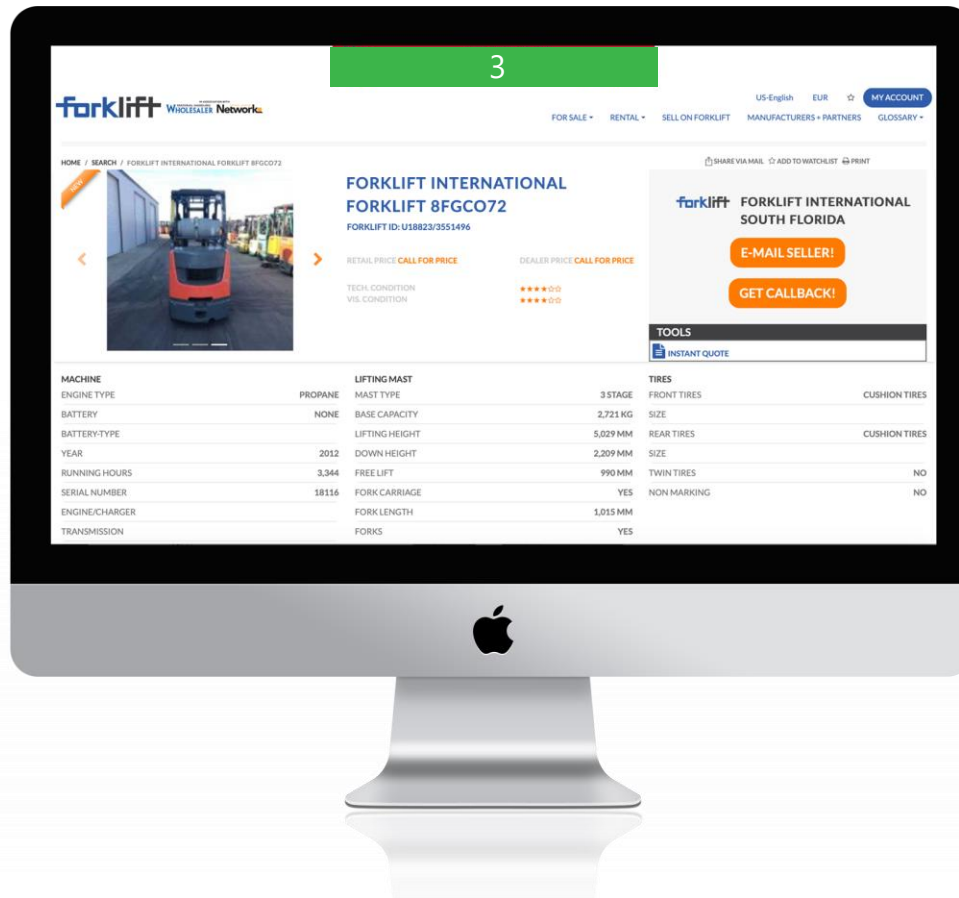 3
forklift WHOLESALER Network
US-English EUR MY ACCOUNT
FOR SALE RENTAL SELL ON FORKLIFT MANUFACTURERS + PARTNERS GLOSSARY
HOME / SEARCH / FORKLIFT INTERNATIONAL FORKLIFT 8FGCO72
SHARE VIA MAIL ADD TO WATCHLIST PRINT
NEW
FORKLIFT INTERNATIONAL
FORKLIFT 8FGCO72
FORKLIFT ID: U18823/3551496
RETAIL PRICE CALL FOR PRICE DEALER PRICE CALL FOR PRICE
TECH. CONDITION
VIS. CONDITION
forklift FORKLIFT INTERNATIONAL
SOUTH FLORIDA
E-MAIL SELLER!
GET CALLBACK!
TOOLS
INSTANT QUOTE
MACHINE
ENGINE TYPE PROPANE
BATTERY NONE
BATTERY-TYPE
YEAR 2012
RUNNING HOURS 3,344
SERIAL NUMBER 18116
ENGINE/CHARGER
TRANSMISSION
LIFTING MAST
MAST TYPE 3 STAGE
BASE CAPACITY 2,721 KG
LIFTING HEIGHT 5,029 MM
DOWN HEIGHT 2,209 MM
FREE LIFT 990 MM
FORK CARRIAGE YES
FORK LENGTH 1,015 MM
FORKS YES
TIRES
FRONT TIRES CUSHION TIRES
SIZE
REAR TIRES CUSHION TIRES
SIZE
TWIN TIRES NO
NON MARKING NO